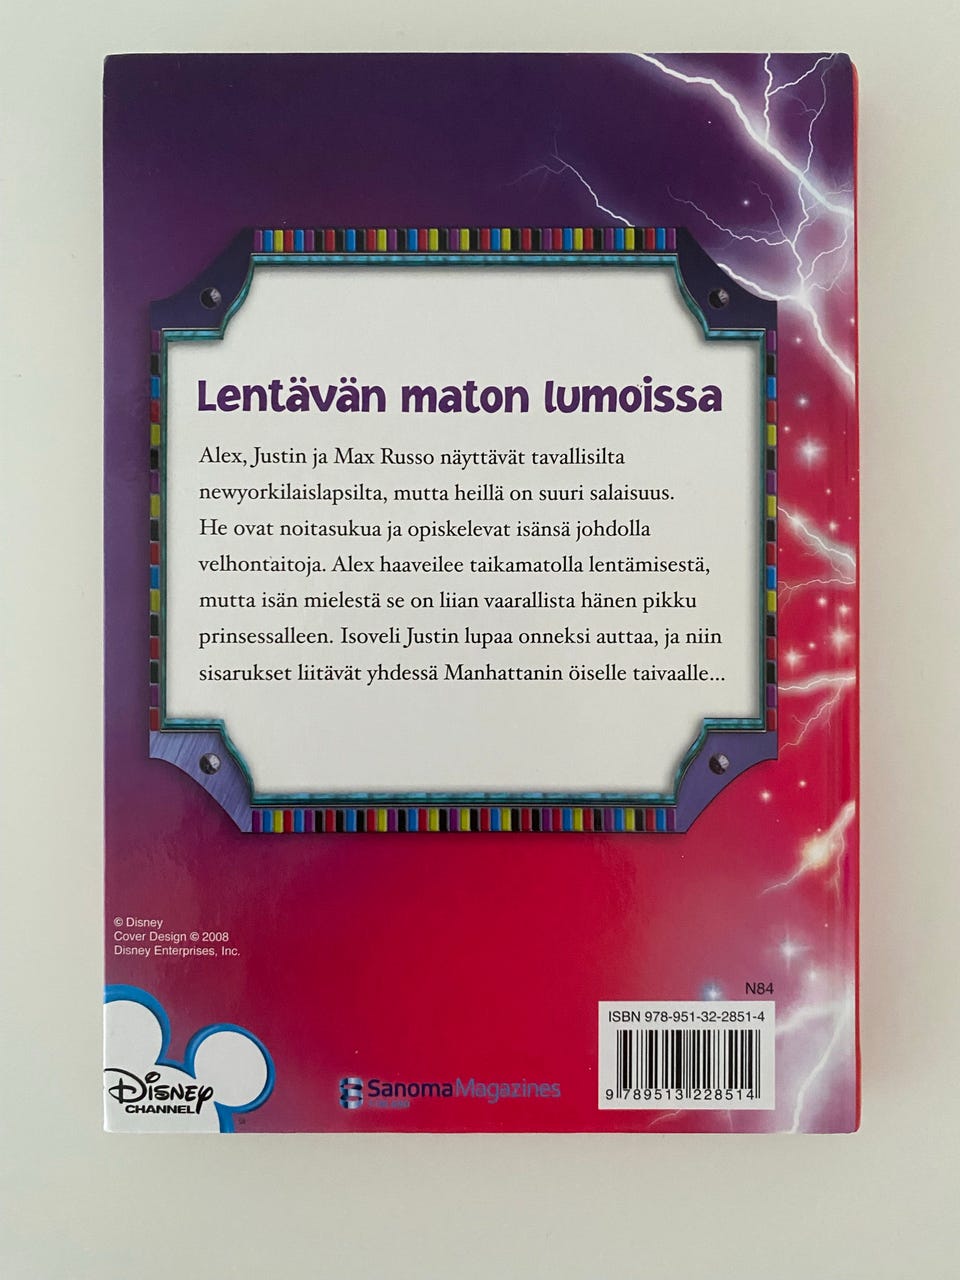 Lentävän maton lumoissa
Alex, Justin ja Max Russo näyttävät tavallisilta
newyorkilaislapsilta, mutta heillä on suuri salaisuus.
He ovat noitasukua ja opiskelevat isänsä johdolla
velhontaitoja. Alex haaveilee taikamatolla lentämisestä,
mutta isän mielestä se on liian vaarallista hänen pikku
prinsessalleen. Isoveli Justin lupaa onneksi auttaa, ja niin
sisarukset liitävät yhdessä Manhattanin öiselle taivaalle...
© Disney
Cover Design © 2008
Disney Enterprises, Inc.
Disney
CHANNEL
SanomaMagazines
FINLAND
N84
ISBN 978-951-32-2851-4
9 789513 228514